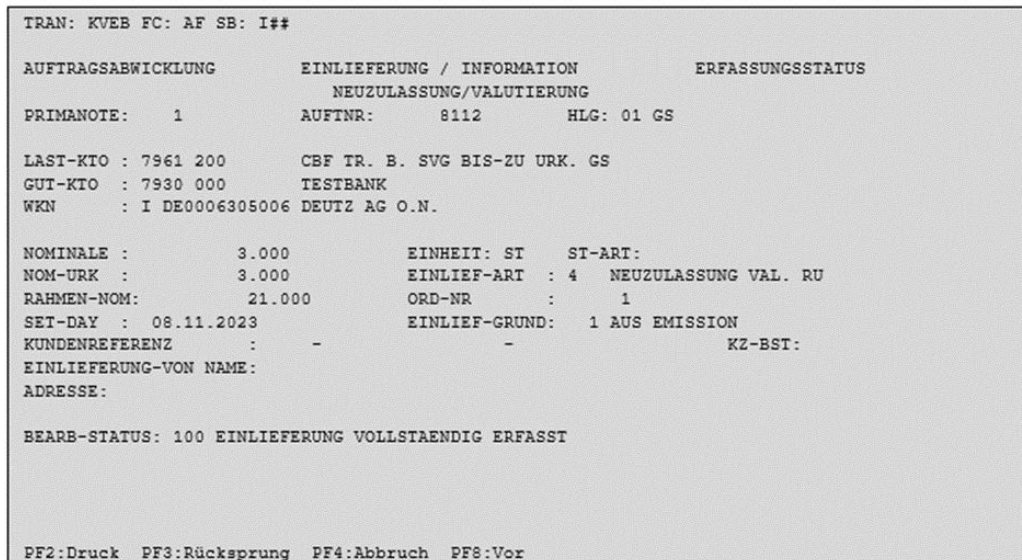 TRAN: KVEB FC: AF SB: I##
AUFTRAGSABWICKLUNG EINLIEFERUNG / INFORMATION ERFASSUNGSSTATUS
NEUZULASSUNG/VALUTIERUNG
PRIMANOTE: 1 AUFTNR: 8112 HLG: 01 GS
LAST-KTO : 7961 200 CBF TR. B. SVG BIS-ZU URK. GS
GUT-KTO : 7930 000 TESTBANK
WKN : I DE0006305006 DEUTZ AG O.N.
NOMINALE : 3.000 EINHEIT: ST ST-ART:
NOM-URK : 3.000 EINLIEF-ART : 4 NEUZULASSUNG VAL. RU
RAHMEN-NOM: 21.000 ORD-NR : 1
SET-DAY : 08.11.2023 EINLIEF-GRUND: 1 AUS EMISSION
KUNDENREFERENZ : - - KZ-BST:
EINLIEFERUNG-VON NAME:
ADRESSE:
BEARB-STATUS: 100 EINLIEFERUNG VOLLSTAENDIG ERFASST
PF2:Druck PF3:Rücksprung PF4:Abbruch PF8:Vor